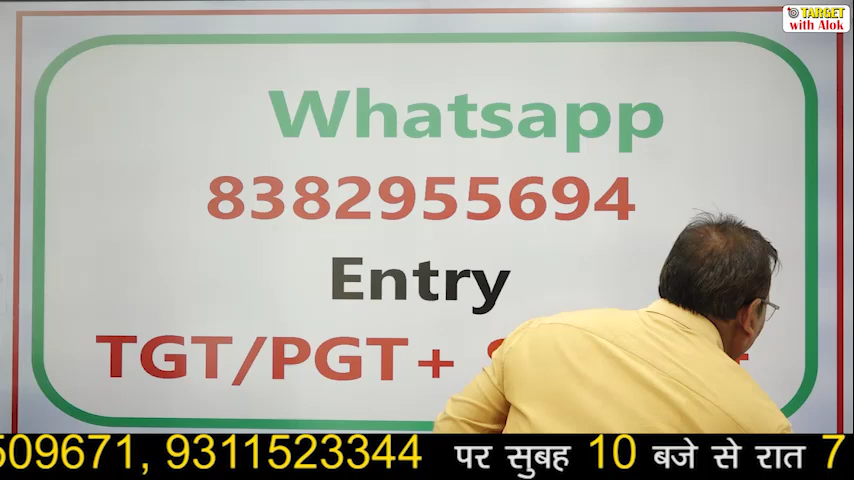 TARGET
with Alok
Whatsapp
8382955694
Entry
TGT/PGT+
509671, 9311523344 पर सुबह 10 बजे से रात 7